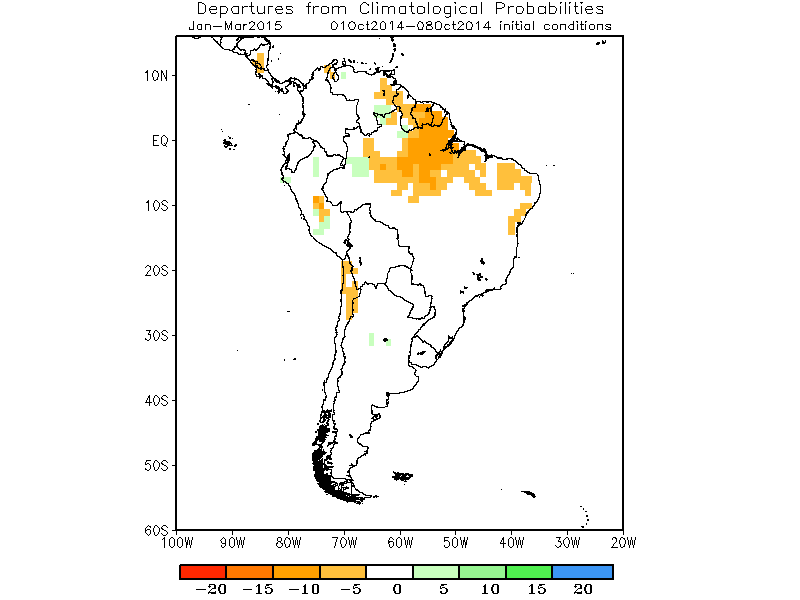 Departures from Climatological Probabilities
Jan-Mar2015 01Oct2014-08Oct2014 initial conditions
10N
EQ
10S
20S
30S
40S
50S
60S
100W 90W 80W 70W 60W 50W 40W 30W 20W
-20 -15 -10 -5 0 5 10 15 20